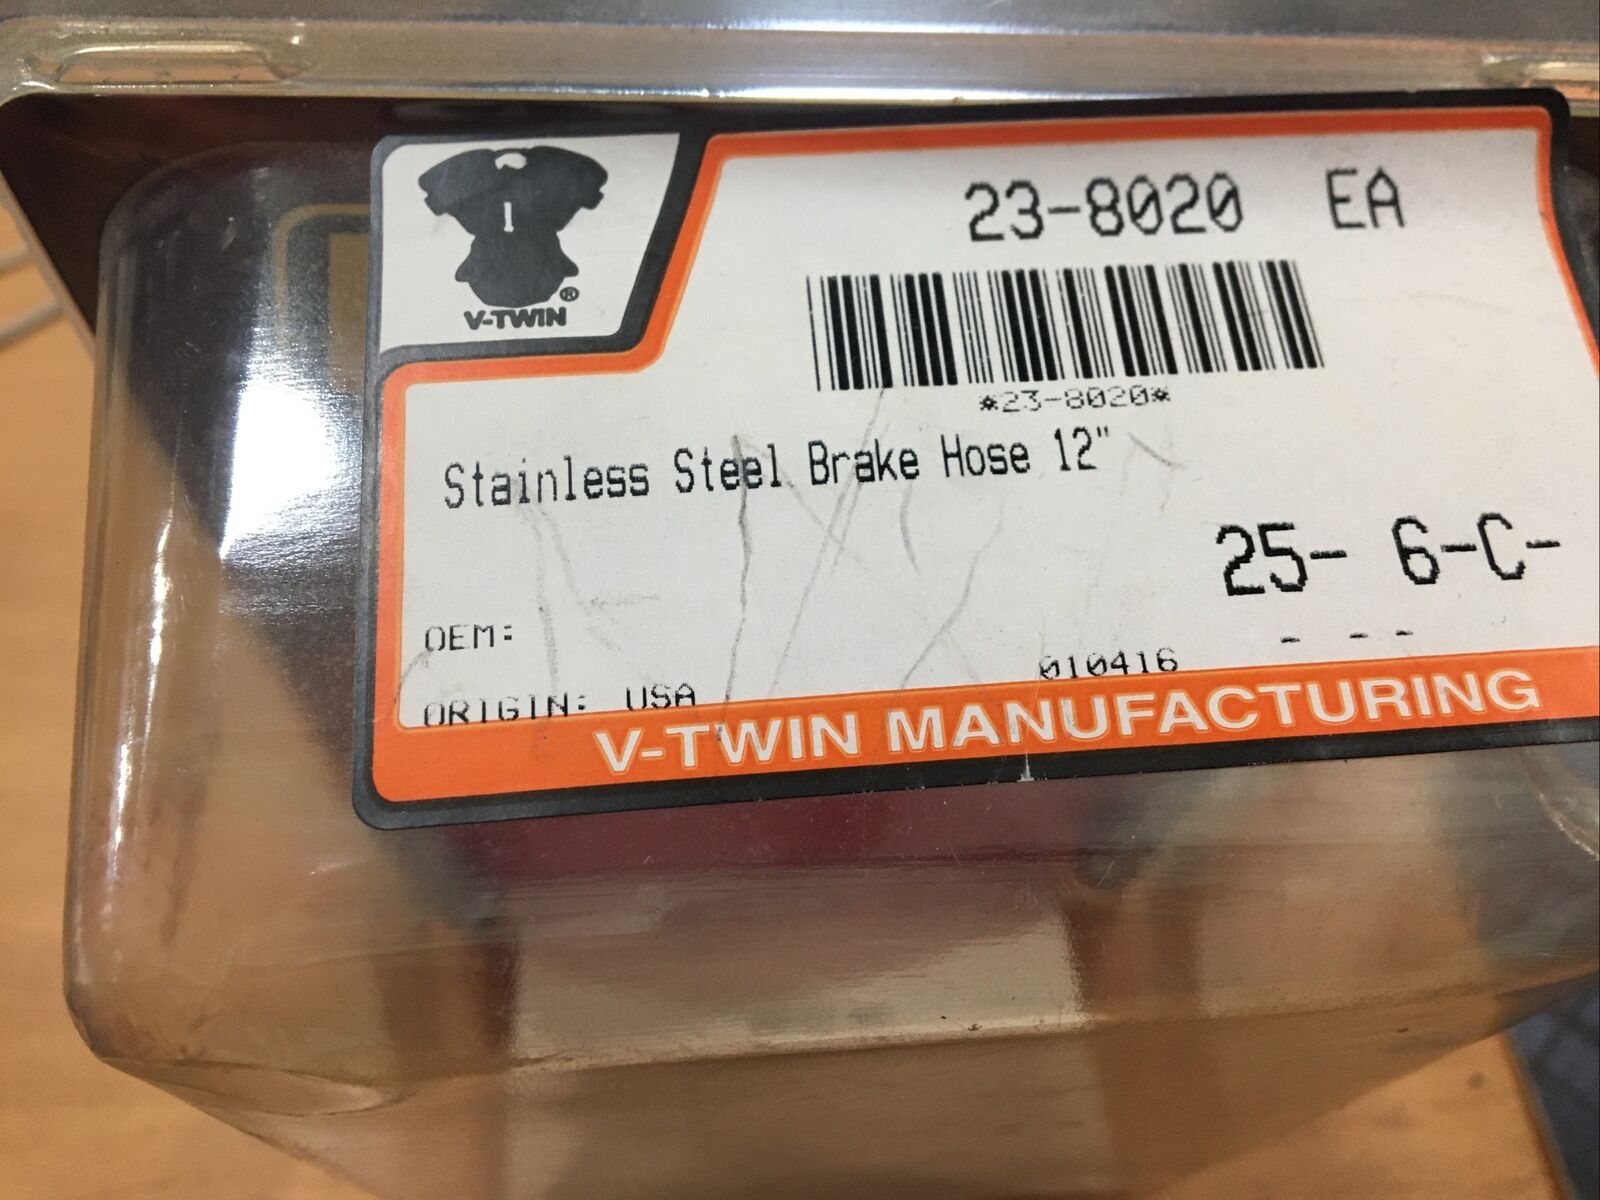 V-TWIN®
23-8020 EA
*23-8020*
Stainless Steel Brake Hose 12"
25- 6-C-
- - -
OEM:
010416
ORIGIN: USA
V-TWIN MANUFACTURING